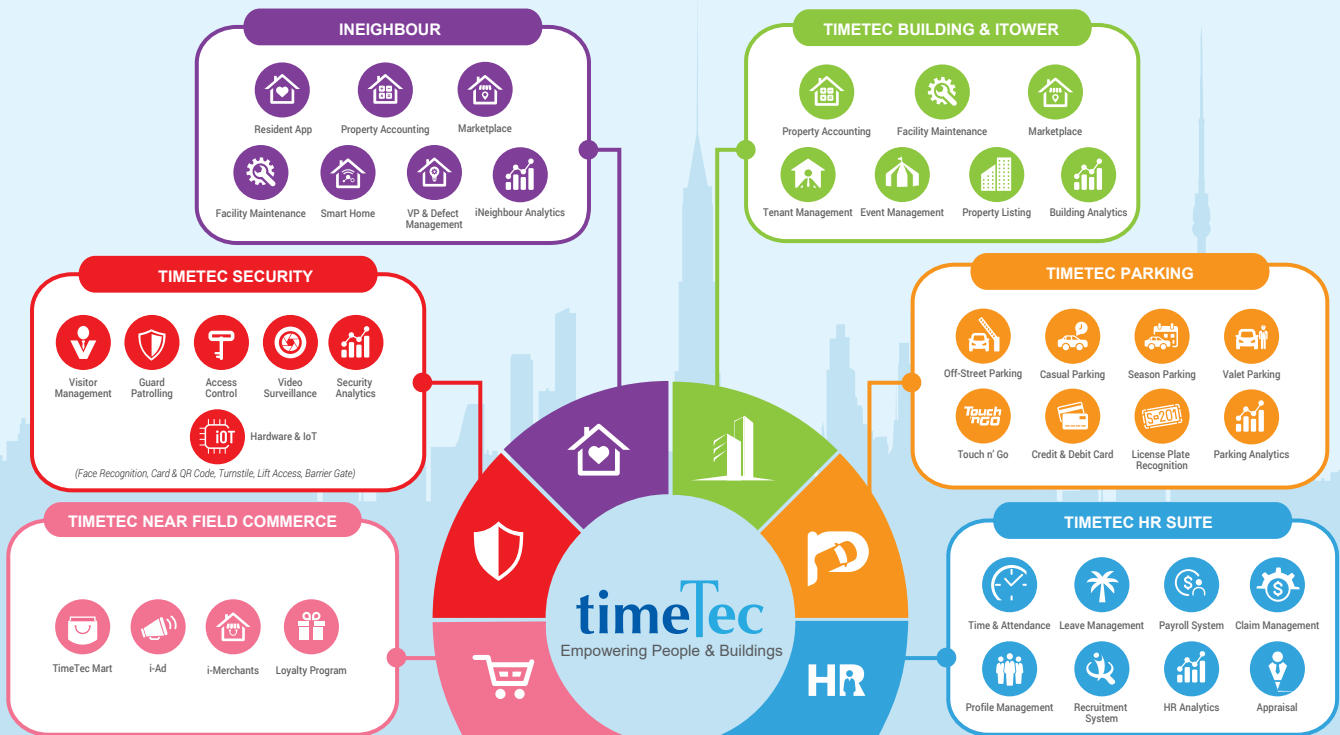 INEIGHBOUR
Resident App
Property Accounting
Marketplace
Facility Maintenance
Smart Home
VP & Defect
Management
iNeighbour Analytics
TIMETEC BUILDING & ITOWER
Property Accounting
Facility Maintenance
Marketplace
Tenant Management
Event Management
Property Listing
Building Analytics
TIMETEC SECURITY
Visitor
Management
Guard
Patrolling
Access
Control
Video
Surveillance
Security
Analytics
iOT
Hardware & IoT
(Face Recognition, Card & QR Code, Turnstile, Lift Access, Barrier Gate)
TIMETEC PARKING
Off-Street Parking
Casual Parking
Season Parking
Valet Parking
Touch
'nGO
Touch n' Go
Credit & Debit Card
S-201
License Plate
Recognition
Parking Analytics
TIMETEC NEAR FIELD COMMERCE
TimeTec Mart
i-Ad
i-Merchants
Loyalty Program
timeTec
Empowering People & Buildings
HR
TIMETEC HR SUITE
Time & Attendance
Leave Management
Payroll System
Claim Management
Profile Management
Recruitment
System
HR Analytics
Appraisal